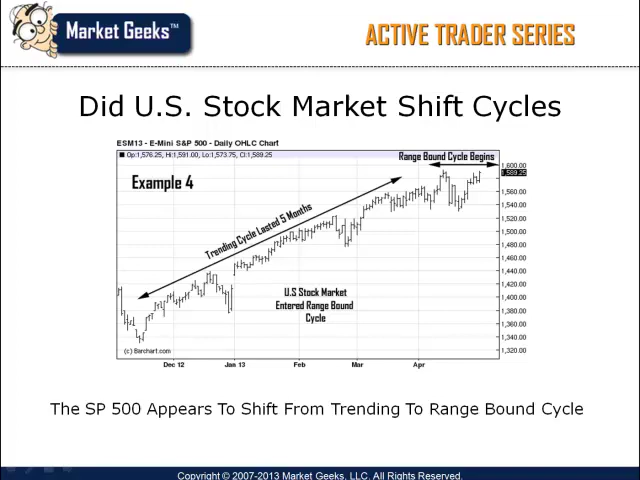 Market Geeks™
ACTIVE TRADER SERIES
Did U.S. Stock Market Shift Cycles
ESM13 - E-Mini S&P 500 - Daily OHLC Chart
Op:1,576.25, Hi:1,591.00, Lo:1,573.75, Cl:1,589.25
Range Bound Cycle Begins
Example 4
Trending Cycle Lasted 5 Months
U.S Stock Market
Entered Range Bound
Cycle
1,600.00
1,589.25
1,560.00
1,540.00
1,520.00
1,500.00
1,480.00
1,460.00
1,440.00
1,420.00
1,400.00
1,380.00
1,360.00
1,340.00
1,320.00
(c) Barchart.com
Dec 12 Jan 13 Feb Mar Apr
The SP 500 Appears To Shift From Trending To Range Bound Cycle
Copyright © 2007-2013 Market Geeks, LLC. All Rights Reserved.